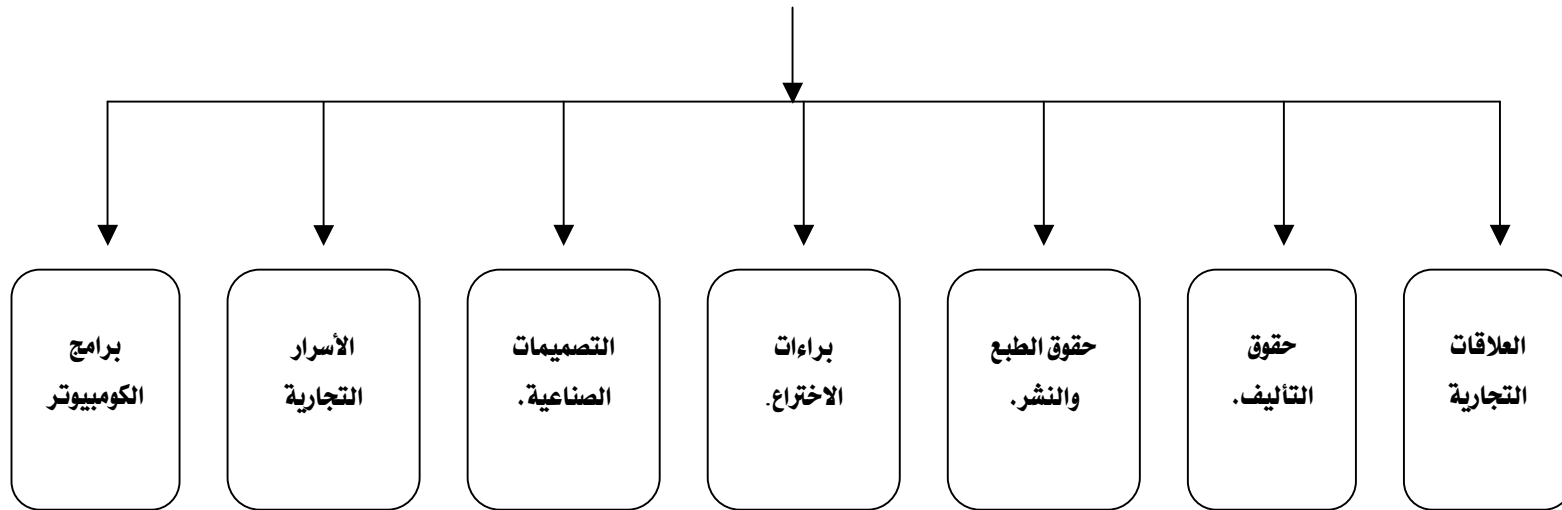 العلاقات
التجارية
حقوق
التأليف.
حقوق الطبع
والنشر.
براءات
الاختراع.
التصميمات
الصناعية.
الأسرار
التجارية
برامج
الكومبيوتر